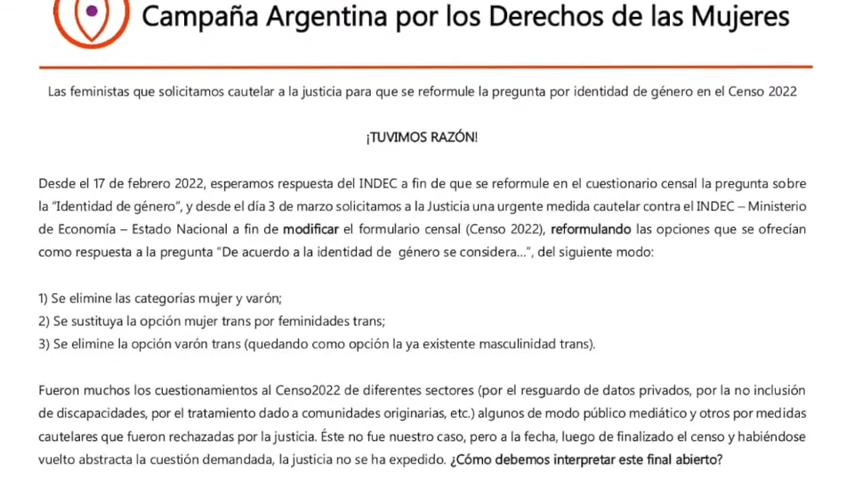 Campaña Argentina por los Derechos de las Mujeres
Las feministas que solicitamos cautelar a la justicia para que se reformule la pregunta por identidad de género en el Censo 2022
¡TUVIMOS RAZÓN!
Desde el 17 de febrero 2022, esperamos respuesta del INDEC a fin de que se reformule en el cuestionario censal la pregunta sobre
la "Identidad de género", y desde el día 3 de marzo solicitamos a la Justicia una urgente medida cautelar contra el INDEC – Ministerio
de Economía – Estado Nacional a fin de modificar el formulario censal (Censo 2022), reformulando las opciones que se ofrecían
como respuesta a la pregunta "De acuerdo a la identidad de género se considera...", del siguiente modo:
1) Se elimine las categorías mujer y varón;
2) Se sustituya la opción mujer trans por feminidades trans;
3) Se elimine la opción varón trans (quedando como opción la ya existente masculinidad trans).
Fueron muchos los cuestionamientos al Censo2022 de diferentes sectores (por el resguardo de datos privados, por la no inclusión
de discapacidades, por el tratamiento dado a comunidades originarias, etc.) algunos de modo público mediático y otros por medidas
cautelares que fueron rechazadas por la justicia. Éste no fue nuestro caso, pero a la fecha, luego de finalizado el censo y habiéndose
vuelto abstracta la cuestión demandada, la justicia no se ha expedido. ¿Cómo debemos interpretar este final abierto?